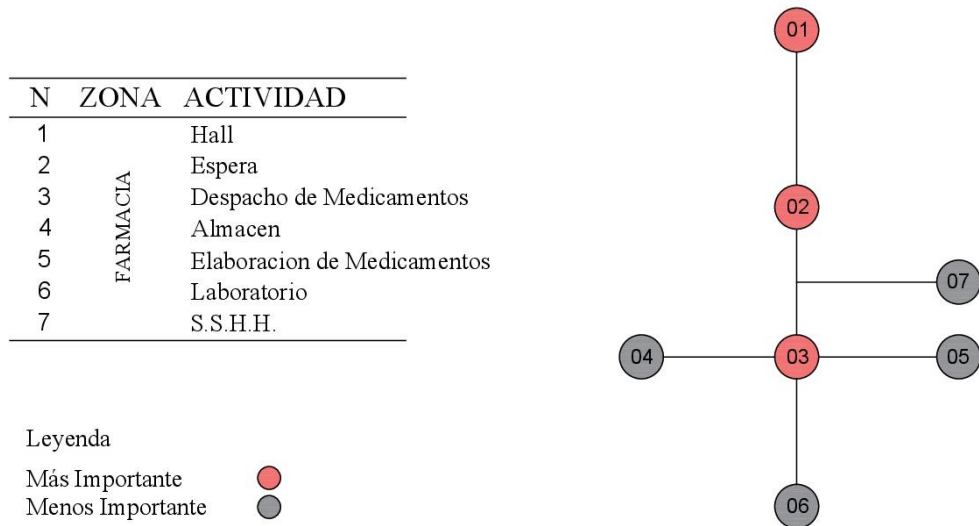 N ZONA ACTIVIDAD
1 Hall
2 Espera
3 Despacho de Medicamentos
4 Almacen
5 Elaboracion de Medicamentos
6 Laboratorio
7 S.S.H.H.
FARMACIA
Leyenda
Más Importante
Menos Importante
01
02
07
04 03 05
06